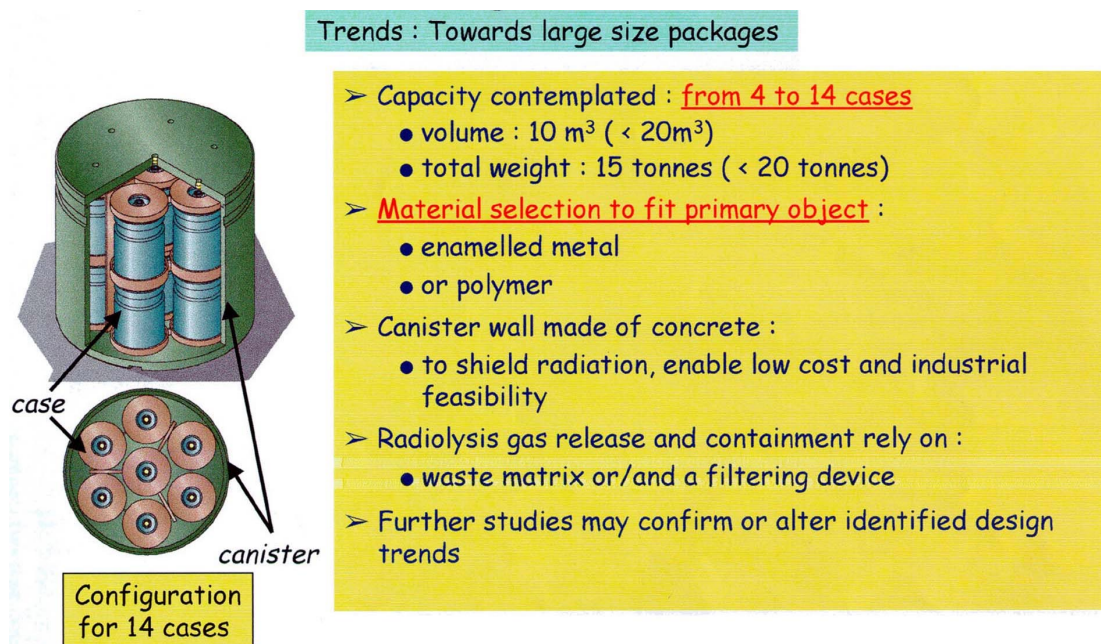 Trends : Towards large size packages
➢ Capacity contemplated : from 4 to 14 cases
● volume : 10 m³ ( < 20m³)
● total weight : 15 tonnes ( < 20 tonnes)
➢ Material selection to fit primary object :
● enamelled metal
● or polymer
➢ Canister wall made of concrete :
● to shield radiation, enable low cost and industrial
feasibility
➢ Radiolysis gas release and containment rely on :
● waste matrix or/and a filtering device
➢ Further studies may confirm or alter identified design
trends
case
canister
Configuration
for 14 cases